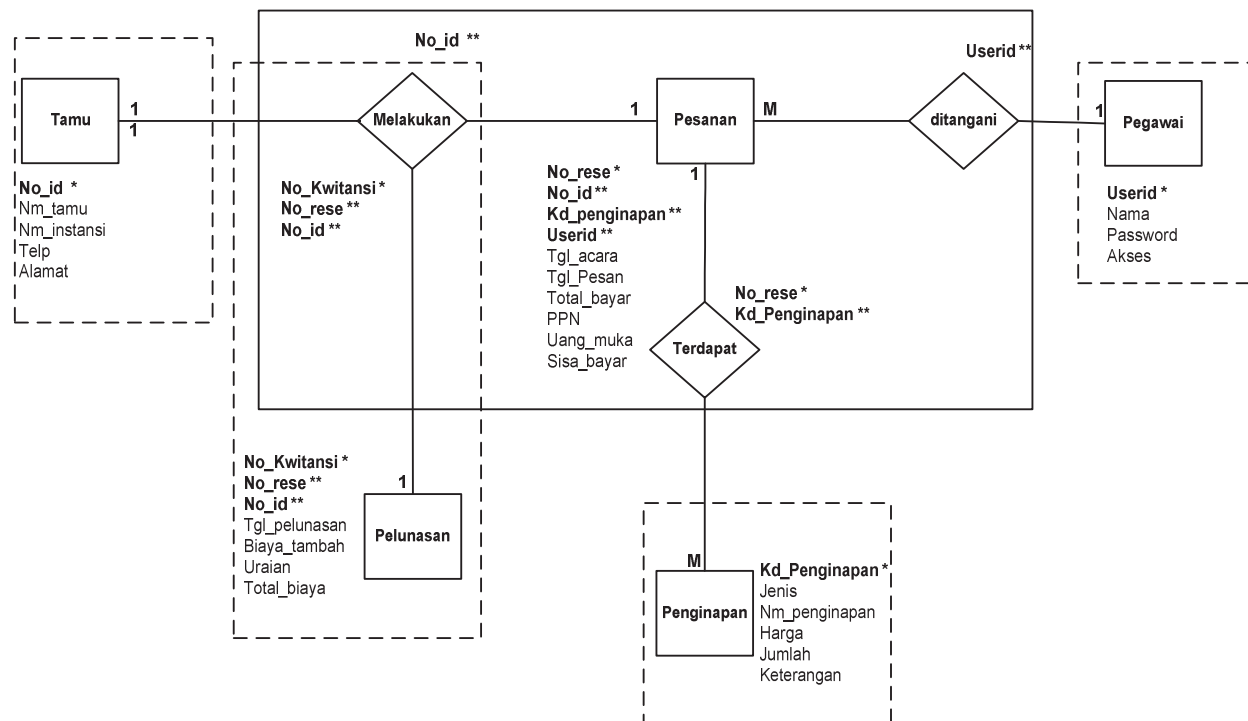 No_id **
Userid **
Tamu
1
1
Melakukan
1
Pesanan
M
ditangani
1
Pegawai
No_id *
Nm_tamu
Nm_instansi
Telp
Alamat
No_Kwitansi *
No_rese **
No_id **
1
No_rese *
No_id **
Kd_penginapan **
Userid **
Tgl_acara
Tgl_Pesan
Total_bayar
PPN
Uang_muka
Sisa_bayar
Userid *
Nama
Password
Akses
No_rese *
Kd_Penginapan **
Terdapat
No_Kwitansi *
No_rese **
No_id **
Tgl_pelunasan
Biaya_tambah
Uraian
Total_biaya
1
Pelunasan
M
Penginapan
Kd_Penginapan *
Jenis
Nm_penginapan
Harga
Jumlah
Keterangan